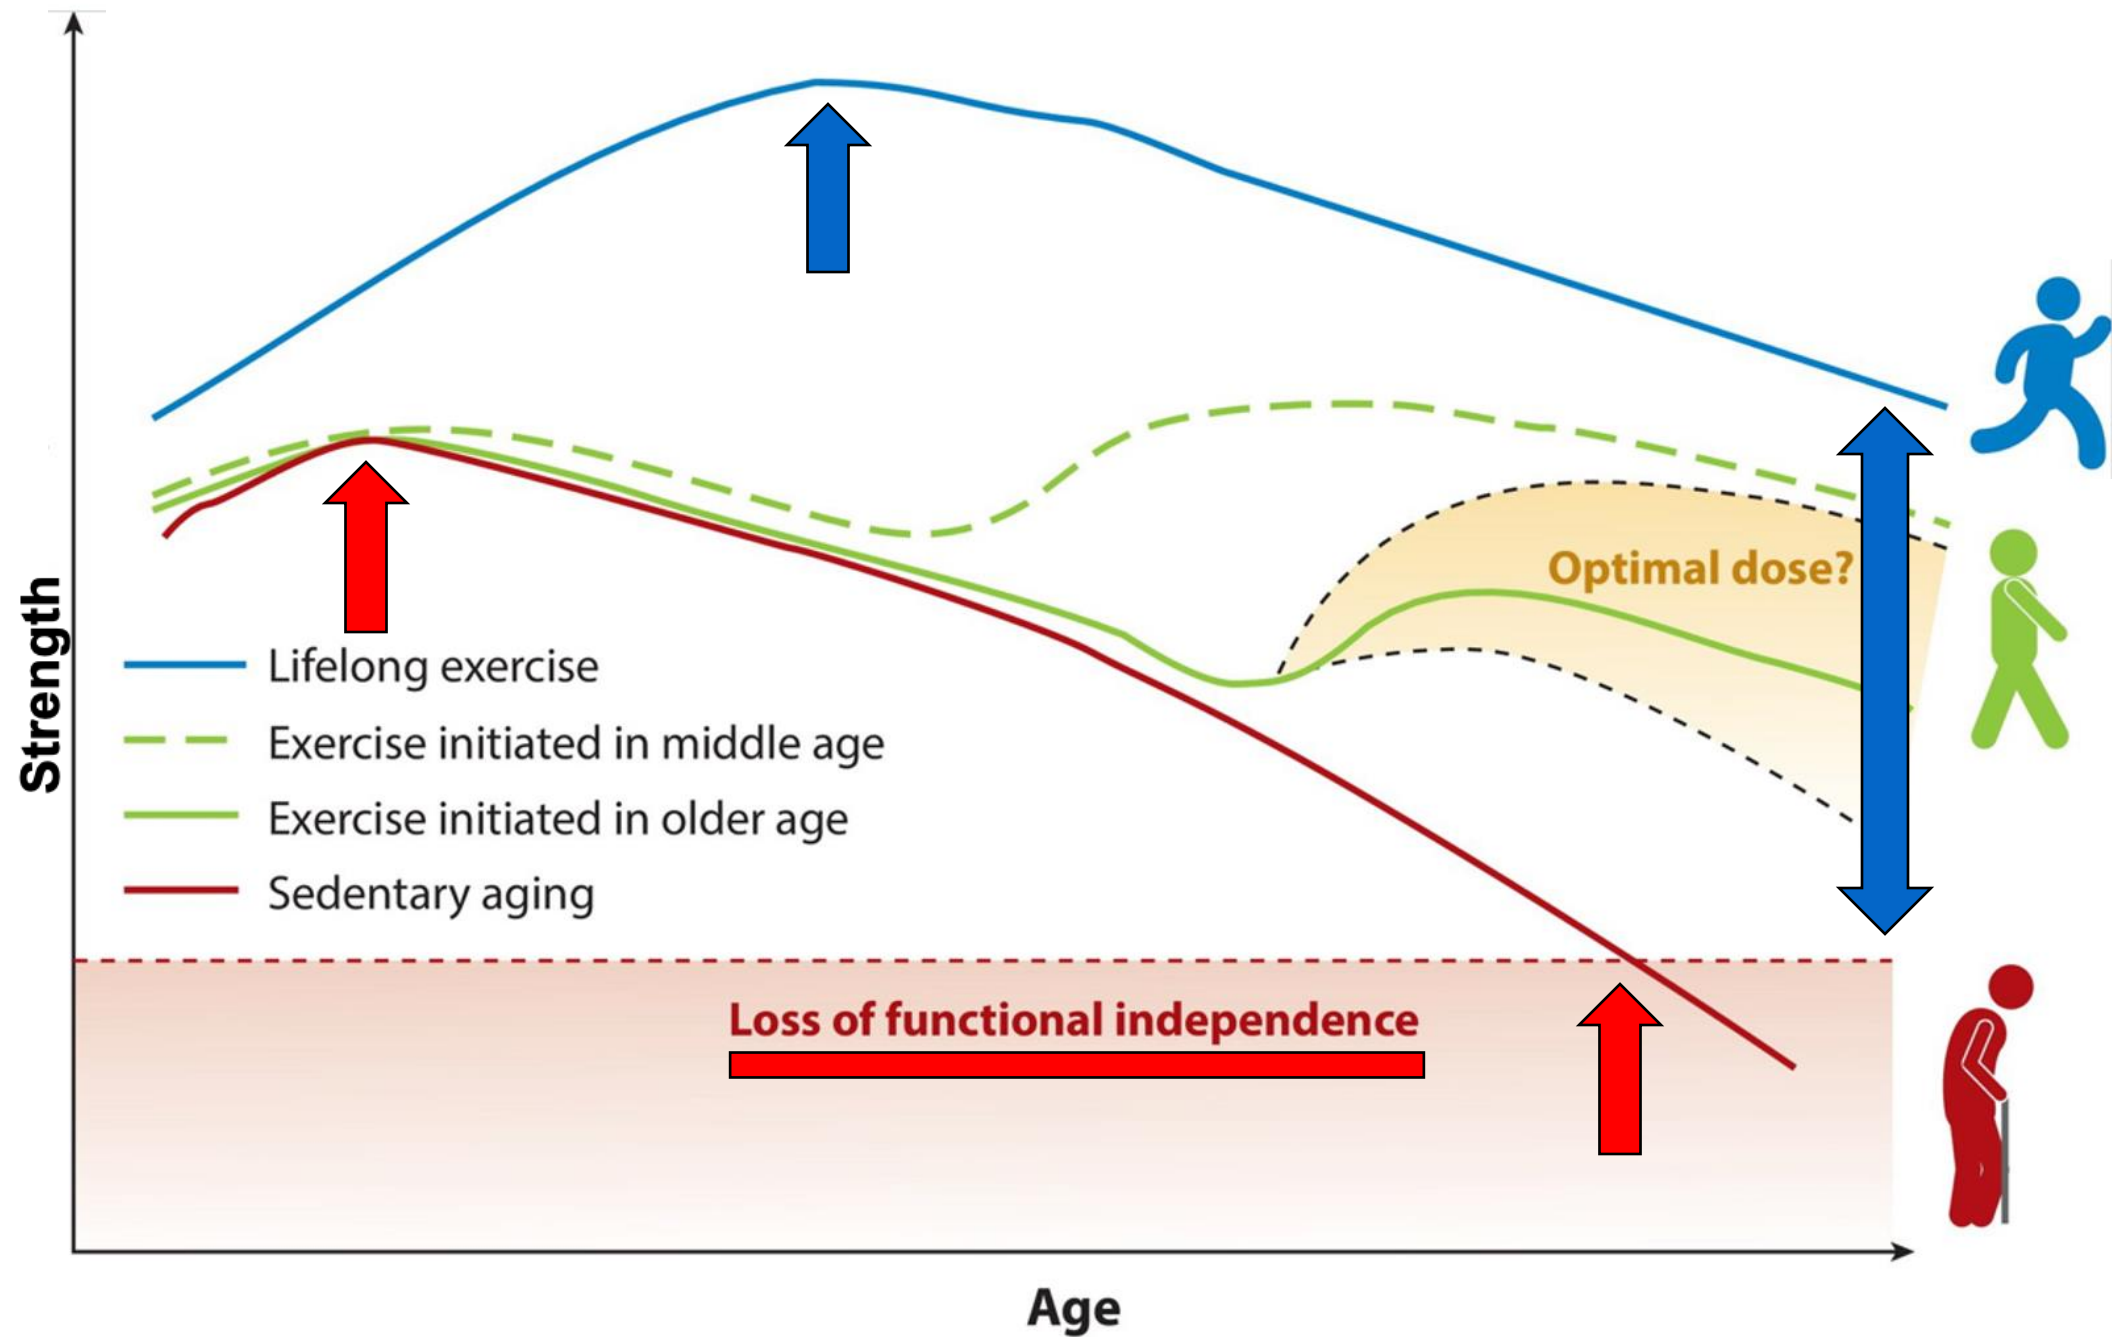 Strength
Optimal dose?
Lifelong exercise
Exercise initiated in middle age
Exercise initiated in older age
Sedentary aging
Loss of functional independence
Age